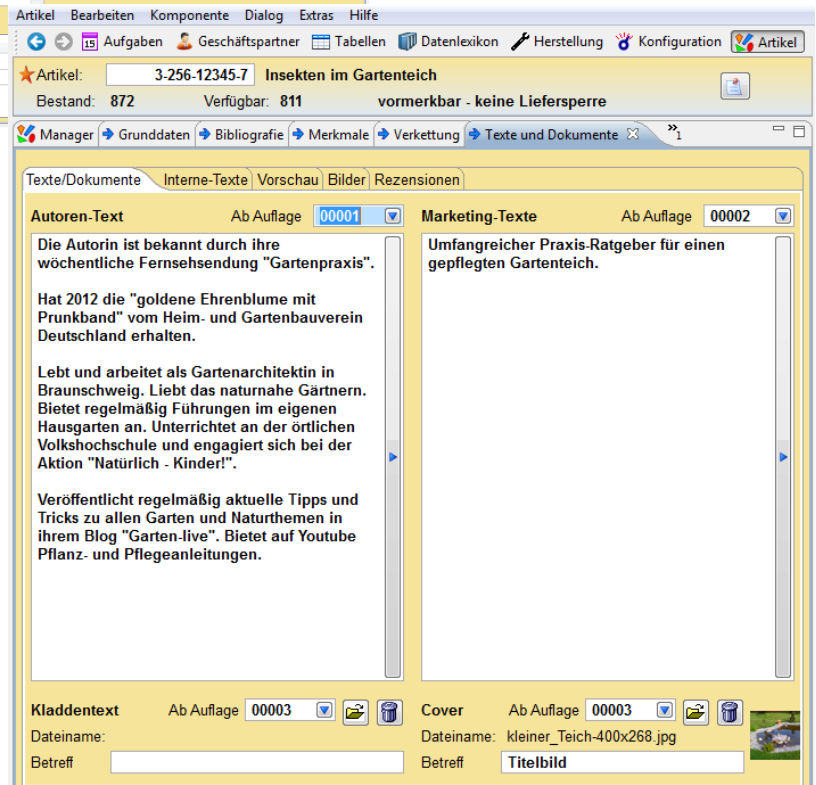 Artikel Bearbeiten Komponente Dialog Extras Hilfe
15 Aufgaben Geschäftspartner Tabellen Datenlexikon Herstellung Konfiguration Artikel
Artikel: 3-256-12345-7 Insekten im Gartenteich
Bestand: 872 Verfügbar: 811 vormerkbar - keine Liefersperre
Manager Grunddaten Bibliografie Merkmale Verkettung Texte und Dokumente »1
Texte/Dokumente Interne-Texte Vorschau Bilder Rezensionen
Autoren-Text Ab Auflage 00001
Die Autorin ist bekannt durch ihre
wöchentliche Fernsehsendung "Gartenpraxis".
Hat 2012 die "goldene Ehrenblume mit
Prunkband" vom Heim- und Gartenbauverein
Deutschland erhalten.
Lebt und arbeitet als Gartenarchitektin in
Braunschweig. Liebt das naturnahe Gärtnern.
Bietet regelmäßig Führungen im eigenen
Hausgarten an. Unterrichtet an der örtlichen
Volkshochschule und engagiert sich bei der
Aktion "Natürlich - Kinder!".
Veröffentlicht regelmäßig aktuelle Tipps und
Tricks zu allen Garten und Naturthemen in
ihrem Blog "Garten-live". Bietet auf Youtube
Pflanz- und Pflegeanleitungen.
Marketing-Texte Ab Auflage 00002
Umfangreicher Praxis-Ratgeber für einen
gepflegten Gartenteich.
Kladdentext Ab Auflage 00003
Dateiname:
Betreff
Cover Ab Auflage 00003
Dateiname: kleiner_Teich-400x268.jpg
Betreff Titelbild